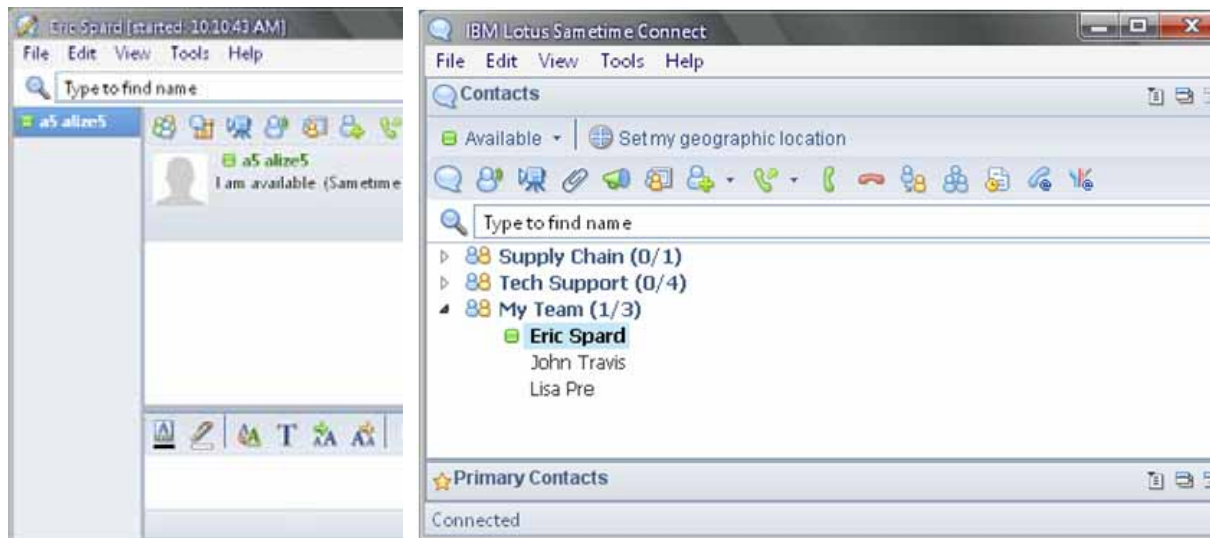 Eric Spard [started: 10:20:43 AM]
File Edit View Tools Help
Type to find name
a5 alize5
a5 alize5
I am available (Sametime
T
IBM Lotus Sametime Connect
File Edit View Tools Help
Contacts
Available
Set my geographic location
Type to find name
Supply Chain (0/1)
Tech Support (0/4)
My Team (1/3)
Eric Spard
John Travis
Lisa Pre
Primary Contacts
Connected